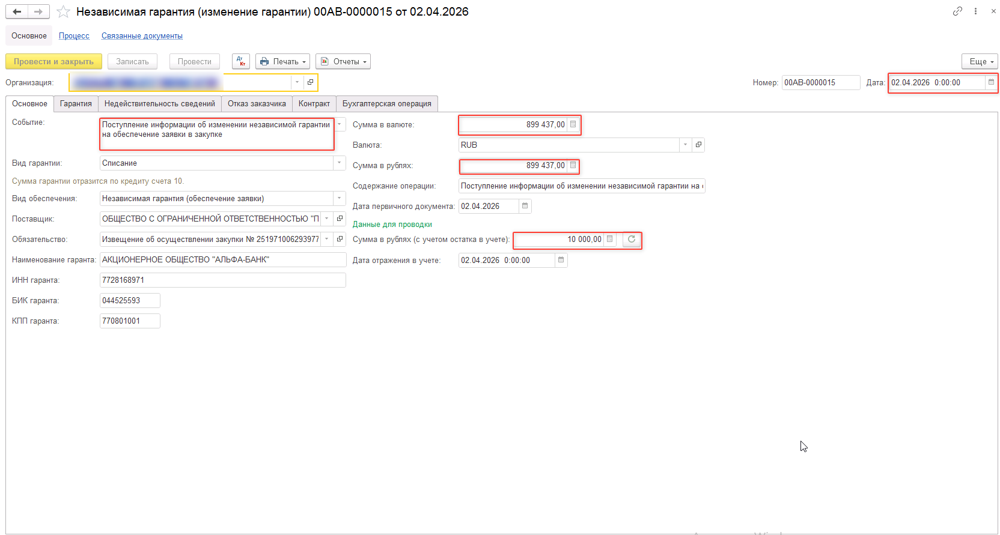 Независимая гарантия (изменение гарантии) 00АВ-0000015 от 02.04.2026
Основное Процесс Связанные документы
Провести и закрыть Записать Провести Дт Кт Печать Отчеты Еще
Организация: Номер: 00АВ-0000015 Дата: 02.04.2026 0:00:00
Основное Гарантия Недействительность сведений Отказ заказчика Контракт Бухгалтерская операция
Событие: Поступление информации об изменении независимой гарантии
на обеспечение заявки в закупке
Сумма в валюте: 899 437,00
Валюта: RUB
Вид гарантии: Списание
Сумма в рублях: 899 437,00
Сумма гарантии отразится по кредиту счета 10.
Содержание операции: Поступление информации об изменении независимой гарантии на
Вид обеспечения: Независимая гарантия (обеспечение заявки)
Дата первичного документа: 02.04.2026
Поставщик: ОБЩЕСТВО С ОГРАНИЧЕННОЙ ОТВЕТСТВЕННОСТЬЮ "П
Данные для проводки
Обязательство: Извещение об осуществлении закупки № 251971006293977
Сумма в рублях (с учетом остатка в учете): 10 000,00
Наименование гаранта: АКЦИОНЕРНОЕ ОБЩЕСТВО "АЛЬФА-БАНК"
Дата отражения в учете: 02.04.2026 0:00:00
ИНН гаранта: 7728168971
БИК гаранта: 044525593
КПП гаранта: 770801001